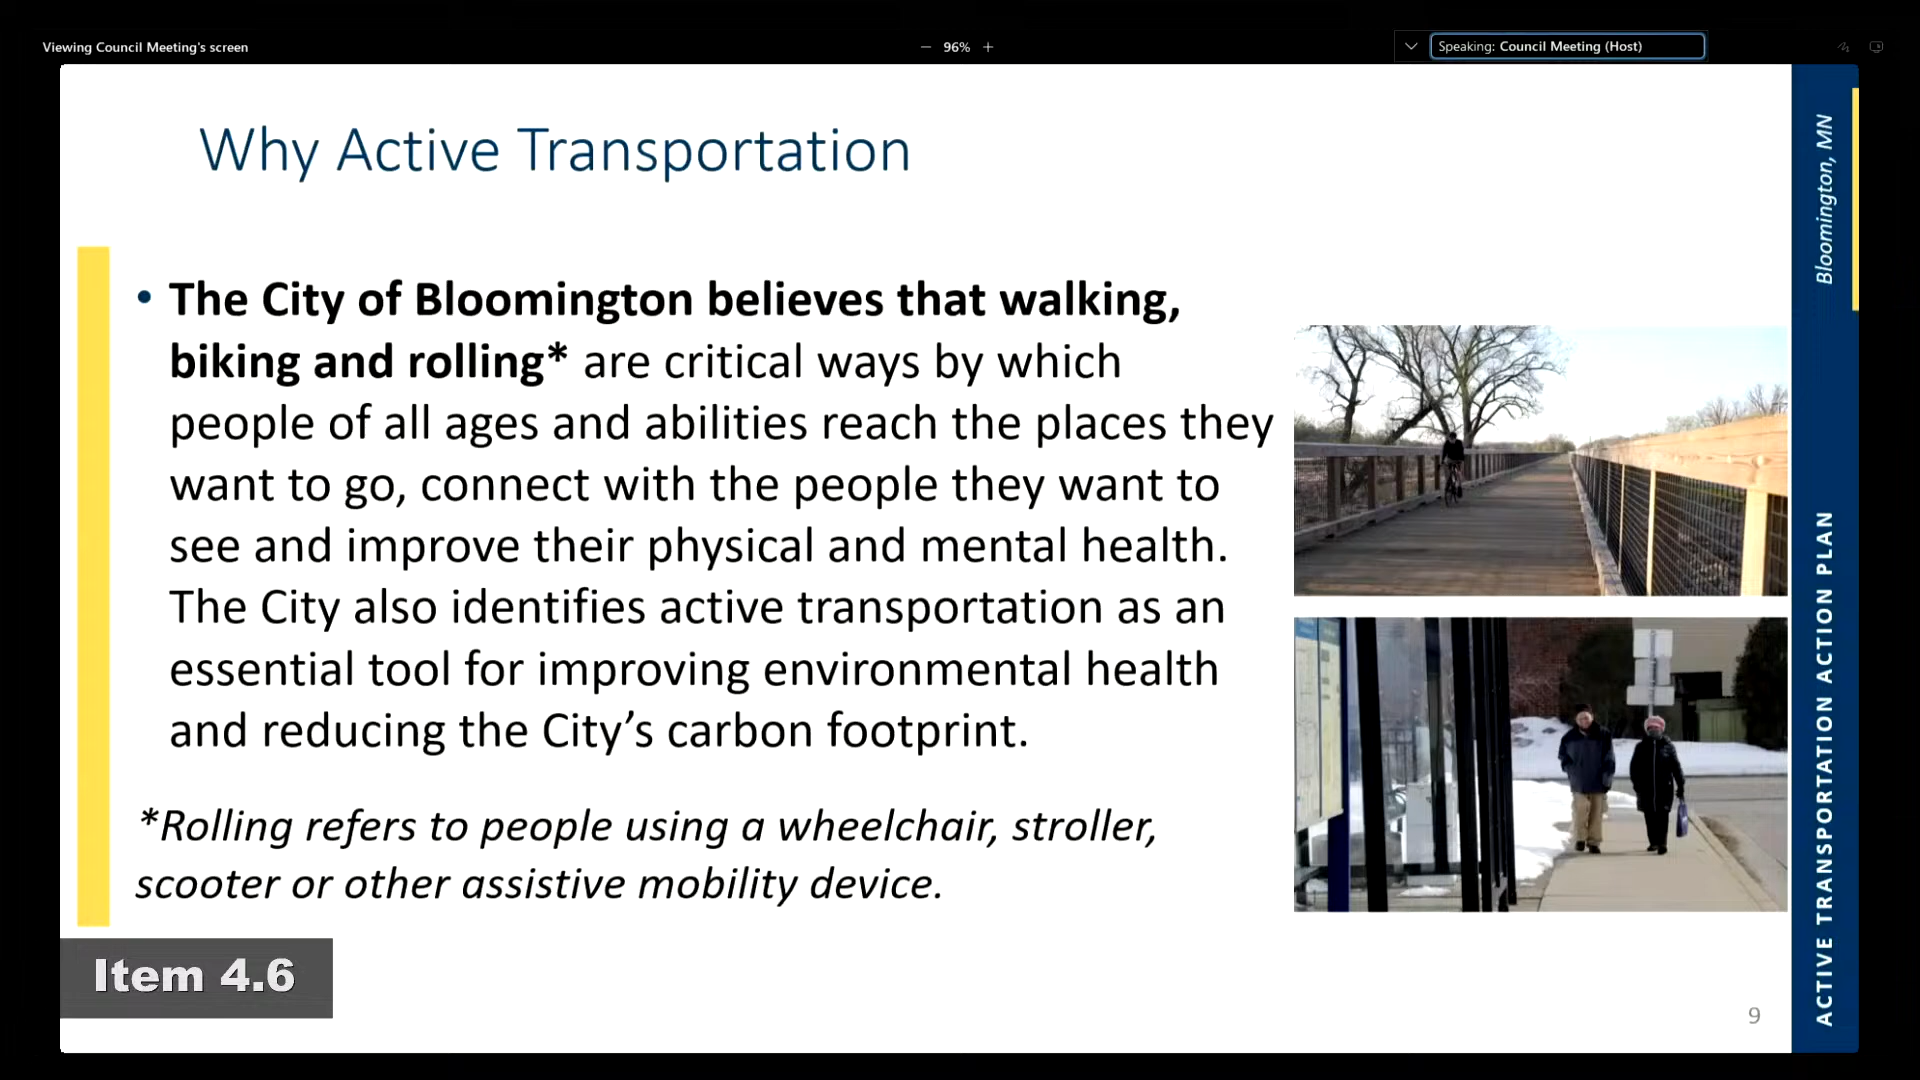 Viewing Council Meeting's screen
96%
Speaking: Council Meeting (Host)
Why Active Transportation
• The City of Bloomington believes that walking,
biking and rolling* are critical ways by which
people of all ages and abilities reach the places they
want to go, connect with the people they want to
see and improve their physical and mental health.
The City also identifies active transportation as an
essential tool for improving environmental health
and reducing the City’s carbon footprint.
*Rolling refers to people using a wheelchair, stroller,
scooter or other assistive mobility device.
Item 4.6
9
Bloomington, MN
ACTIVE TRANSPORTATION ACTION PLAN